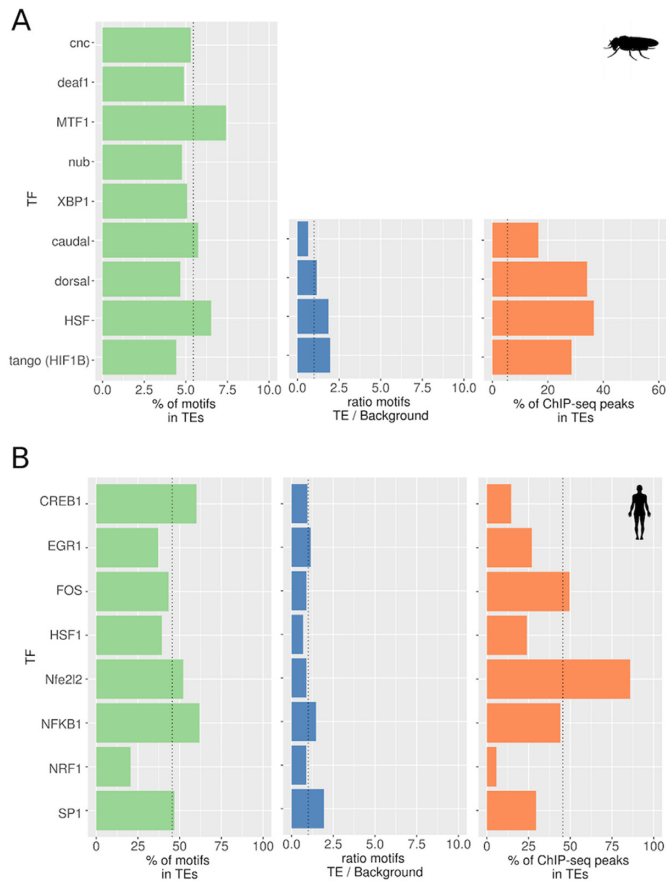 A
cnc
deaf1
MTF1
nub
XBP1
caudal
dorsal
HSF
tango (HIF1B)
TF
0.0 2.5 5.0 7.5 10.0
% of motifs
in TEs
0.0 2.5 5.0 7.5 10.0
ratio motifs
TE / Background
0 20 40 60
% of ChIP-seq peaks
in TEs
B
CREB1
EGR1
FOS
HSF1
Nfe2l2
NFKB1
NRF1
SP1
TF
0 25 50 75 100
% of motifs
in TEs
0.0 2.5 5.0 7.5 10.0
ratio motifs
TE / Background
0 25 50 75 100
% of ChIP-seq peaks
in TEs